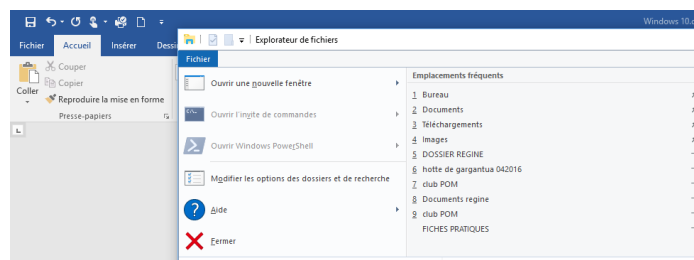 Windows 10.d
Fichier Accueil Insérer Dessi
Couper
Copier
Coller
Reproduire la mise en forme
Presse-papiers
Explorateur de fichiers
Fichier
Ouvrir une nouvelle fenêtre
Ouvrir l'invite de commandes
Ouvrir Windows PowerShell
Modifier les options des dossiers et de recherche
Aide
Fermer
Emplacements fréquents
1 Bureau
2 Documents
3 Téléchargements
4 Images
5 DOSSIER REGINE
6 hotte de gargantua 042016
7 club POM
8 Documents regine
9 club POM
FICHES PRATIQUES